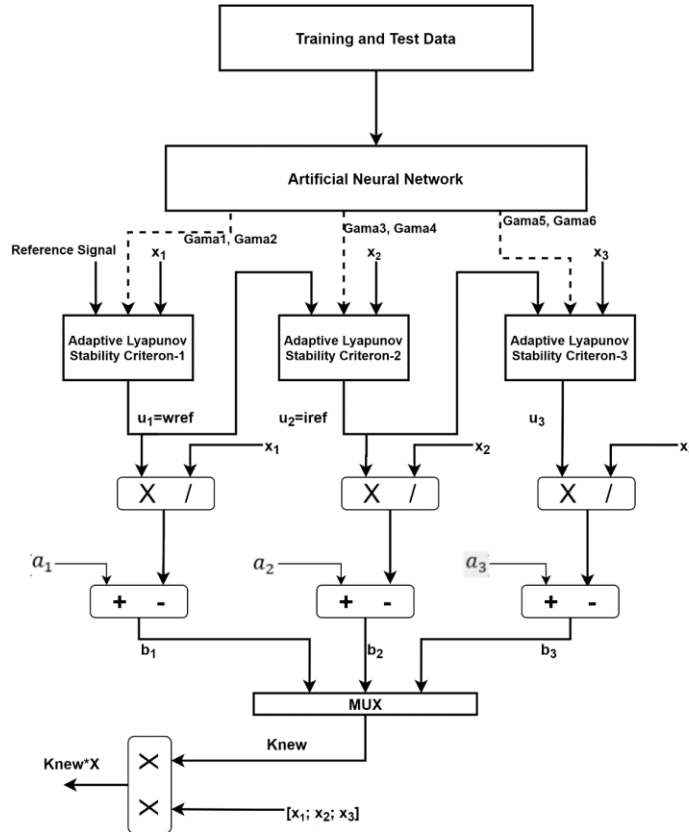 Training and Test Data
Artificial Neural Network
Gama1, Gama2
Gama3, Gama4
Gama5, Gama6
Reference Signal
x1
x2
x3
Adaptive Lyapunov
Stability Criteron-1
Adaptive Lyapunov
Stability Criteron-2
Adaptive Lyapunov
Stability Criteron-3
u1=wref
u2=iref
u3
x1
x2
x
X /
X /
X /
a1
a2
a3
+ -
+ -
+ -
b1
b2
b3
MUX
Knew
Knew*X
X
X
[x1; x2; x3]